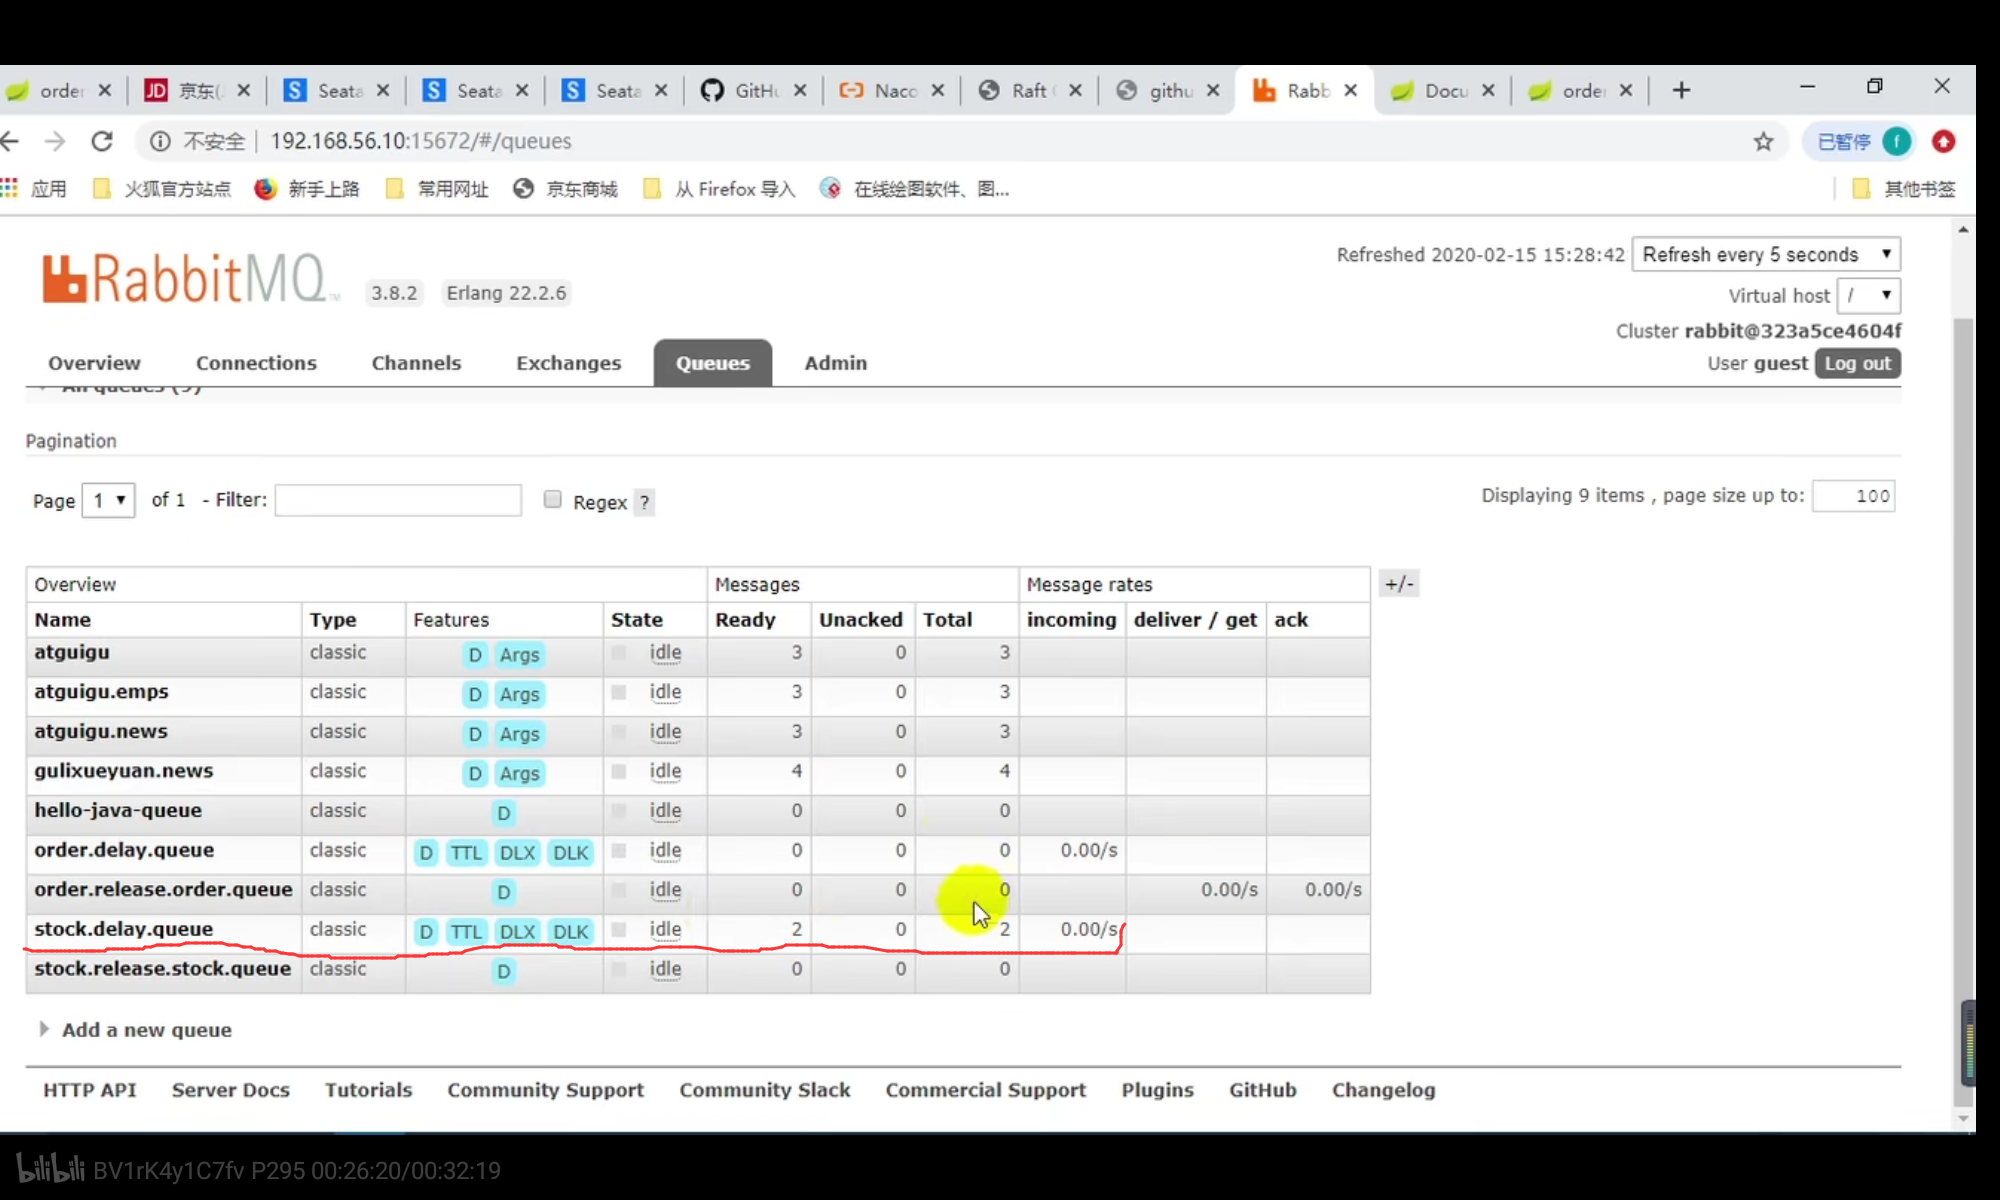 order 京东( Seata Seata Seata GitHu Naco Raft githu Rabb Docu order
不安全 192.168.56.10:15672/#/queues 已暂停 f
应用 火狐官方站点 新手上路 常用网址 京东商城 从 Firefox 导入 在线绘图软件、图... 其他书签
RabbitMQ TM 3.8.2 Erlang 22.2.6
Refreshed 2020-02-15 15:28:42 Refresh every 5 seconds
Virtual host /
Cluster rabbit@323a5ce4604f
User guest Log out
Overview Connections Channels Exchanges Queues Admin
All queues (9)
Pagination
Page 1 of 1 - Filter: Regex ? Displaying 9 items , page size up to: 100
Overview Messages Message rates +/-
Name Type Features State Ready Unacked Total incoming deliver / get ack
atguigu classic D Args idle 3 0 3
atguigu.emps classic D Args idle 3 0 3
atguigu.news classic D Args idle 3 0 3
gulixueyuan.news classic D Args idle 4 0 4
hello-java-queue classic D idle 0 0 0
order.delay.queue classic D TTL DLX DLK idle 0 0 0 0.00/s
order.release.order.queue classic D idle 0 0 0 0.00/s 0.00/s
stock.delay.queue classic D TTL DLX DLK idle 2 0 2 0.00/s
stock.release.stock.queue classic D idle 0 0 0
Add a new queue
HTTP API Server Docs Tutorials Community Support Community Slack Commercial Support Plugins GitHub Changelog
bilibili BV1rK4y1C7fv P295 00:26:20/00:32:19